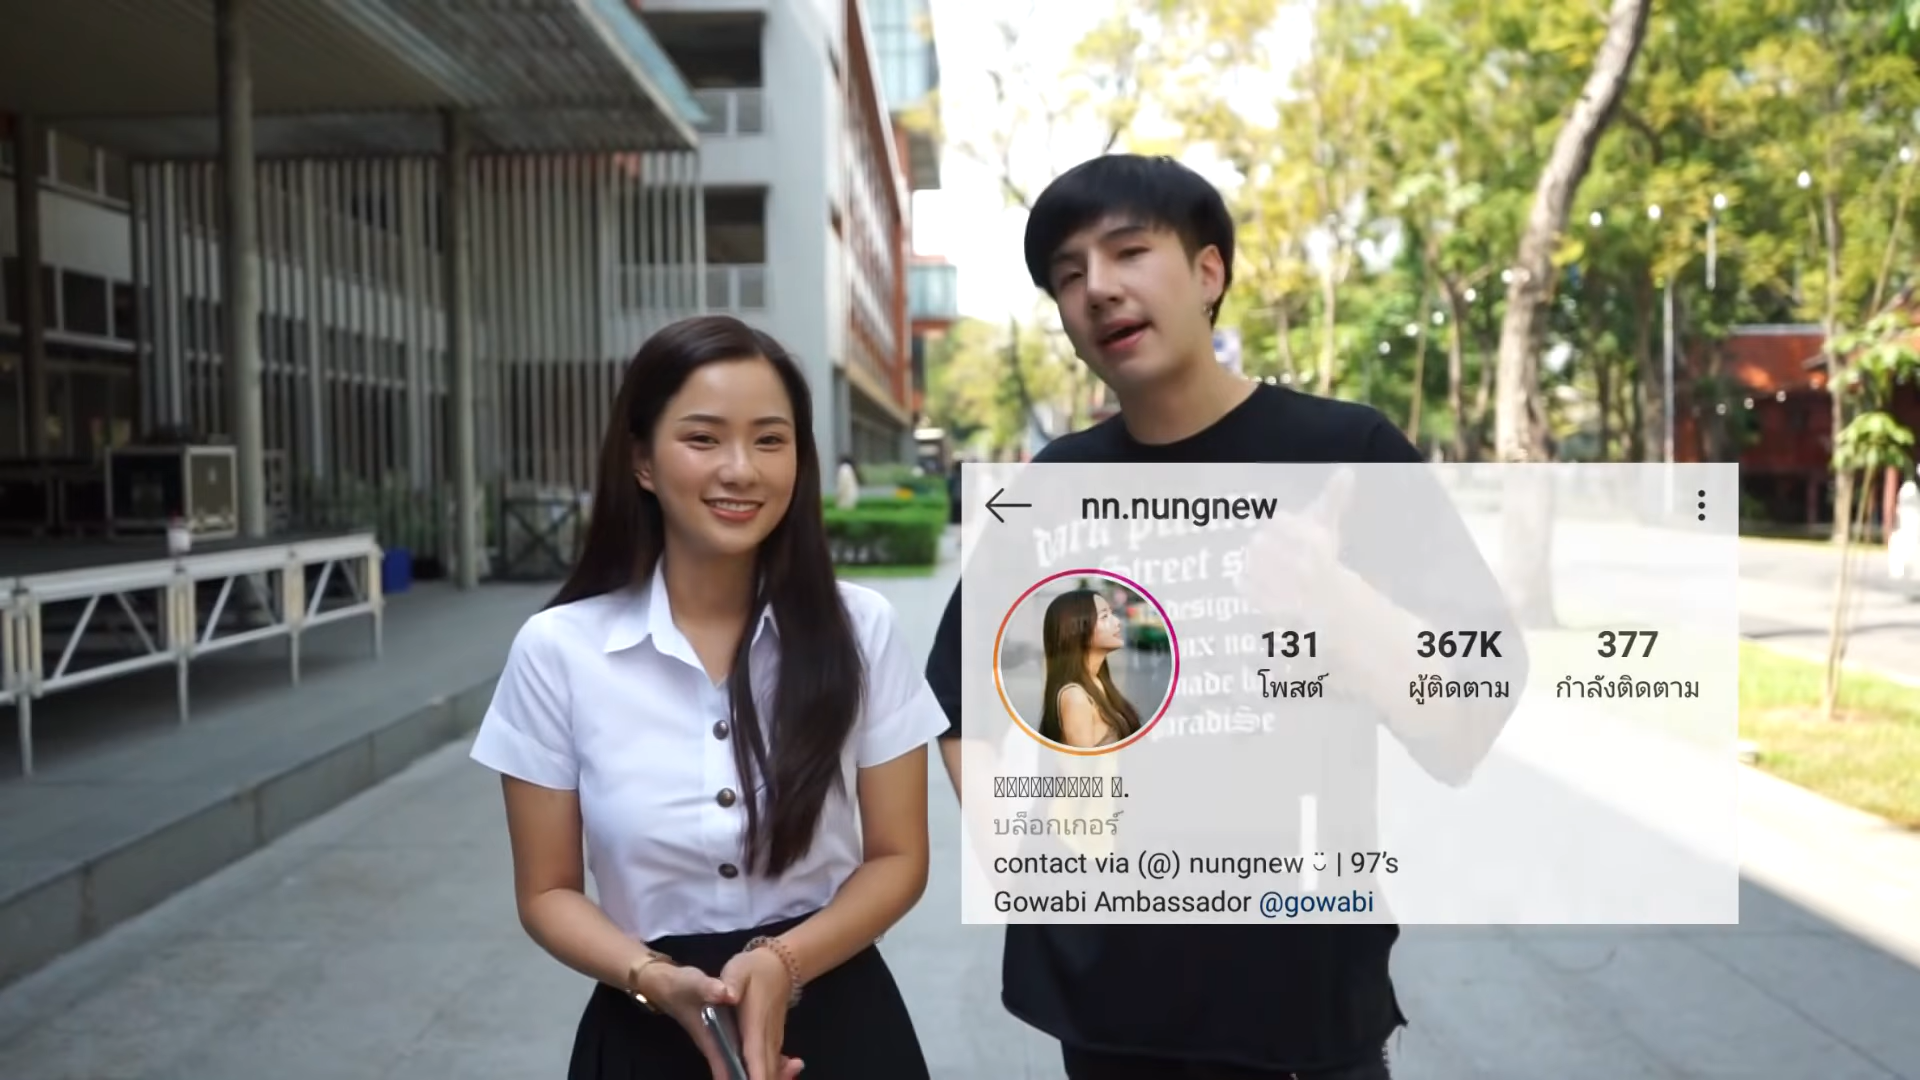 nn.nungnew
131
โพสต์
367K
ผู้ติดตาม
377
กำลังติดตาม
บล็อกเกอร์
contact via (@) nungnew ὔ | 97’s
Gowabi Ambassador @gowabi
Street
paradiSe